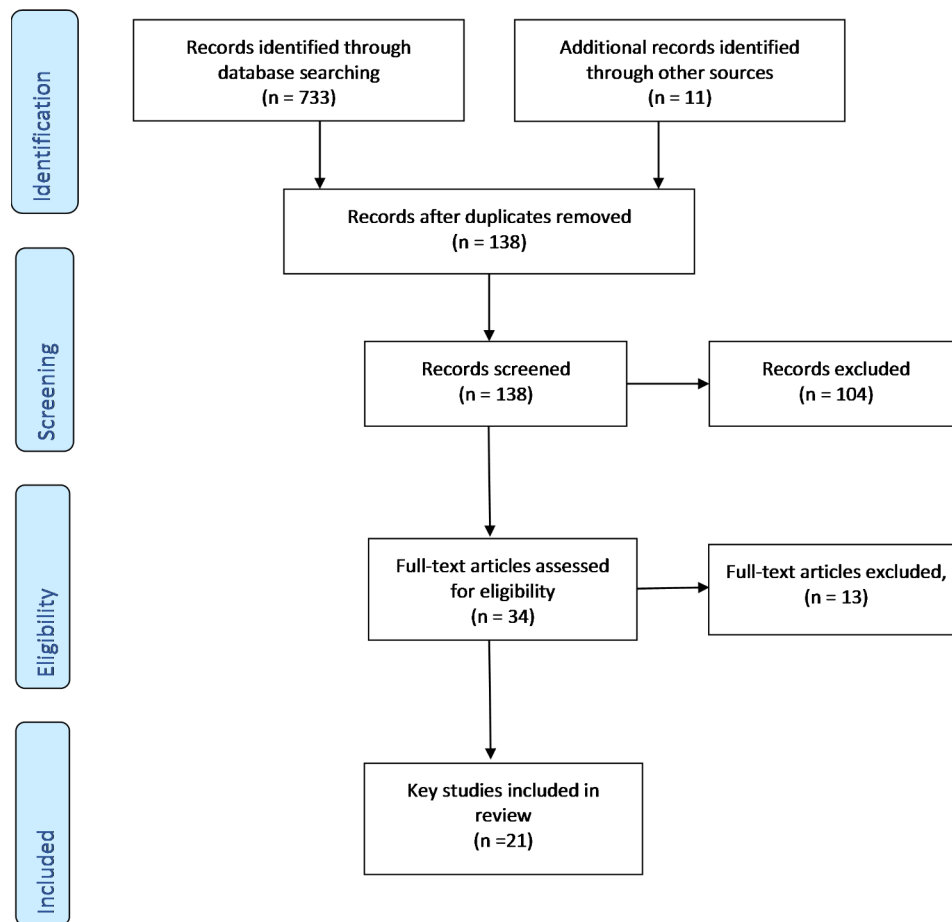 Identification
Records identified through
database searching
(n = 733)
Additional records identified
through other sources
(n = 11)
Records after duplicates removed
(n = 138)
Screening
Records screened
(n = 138)
Records excluded
(n = 104)
Eligibility
Full-text articles assessed
for eligibility
(n = 34)
Full-text articles excluded,
(n = 13)
Included
Key studies included in
review
(n =21)